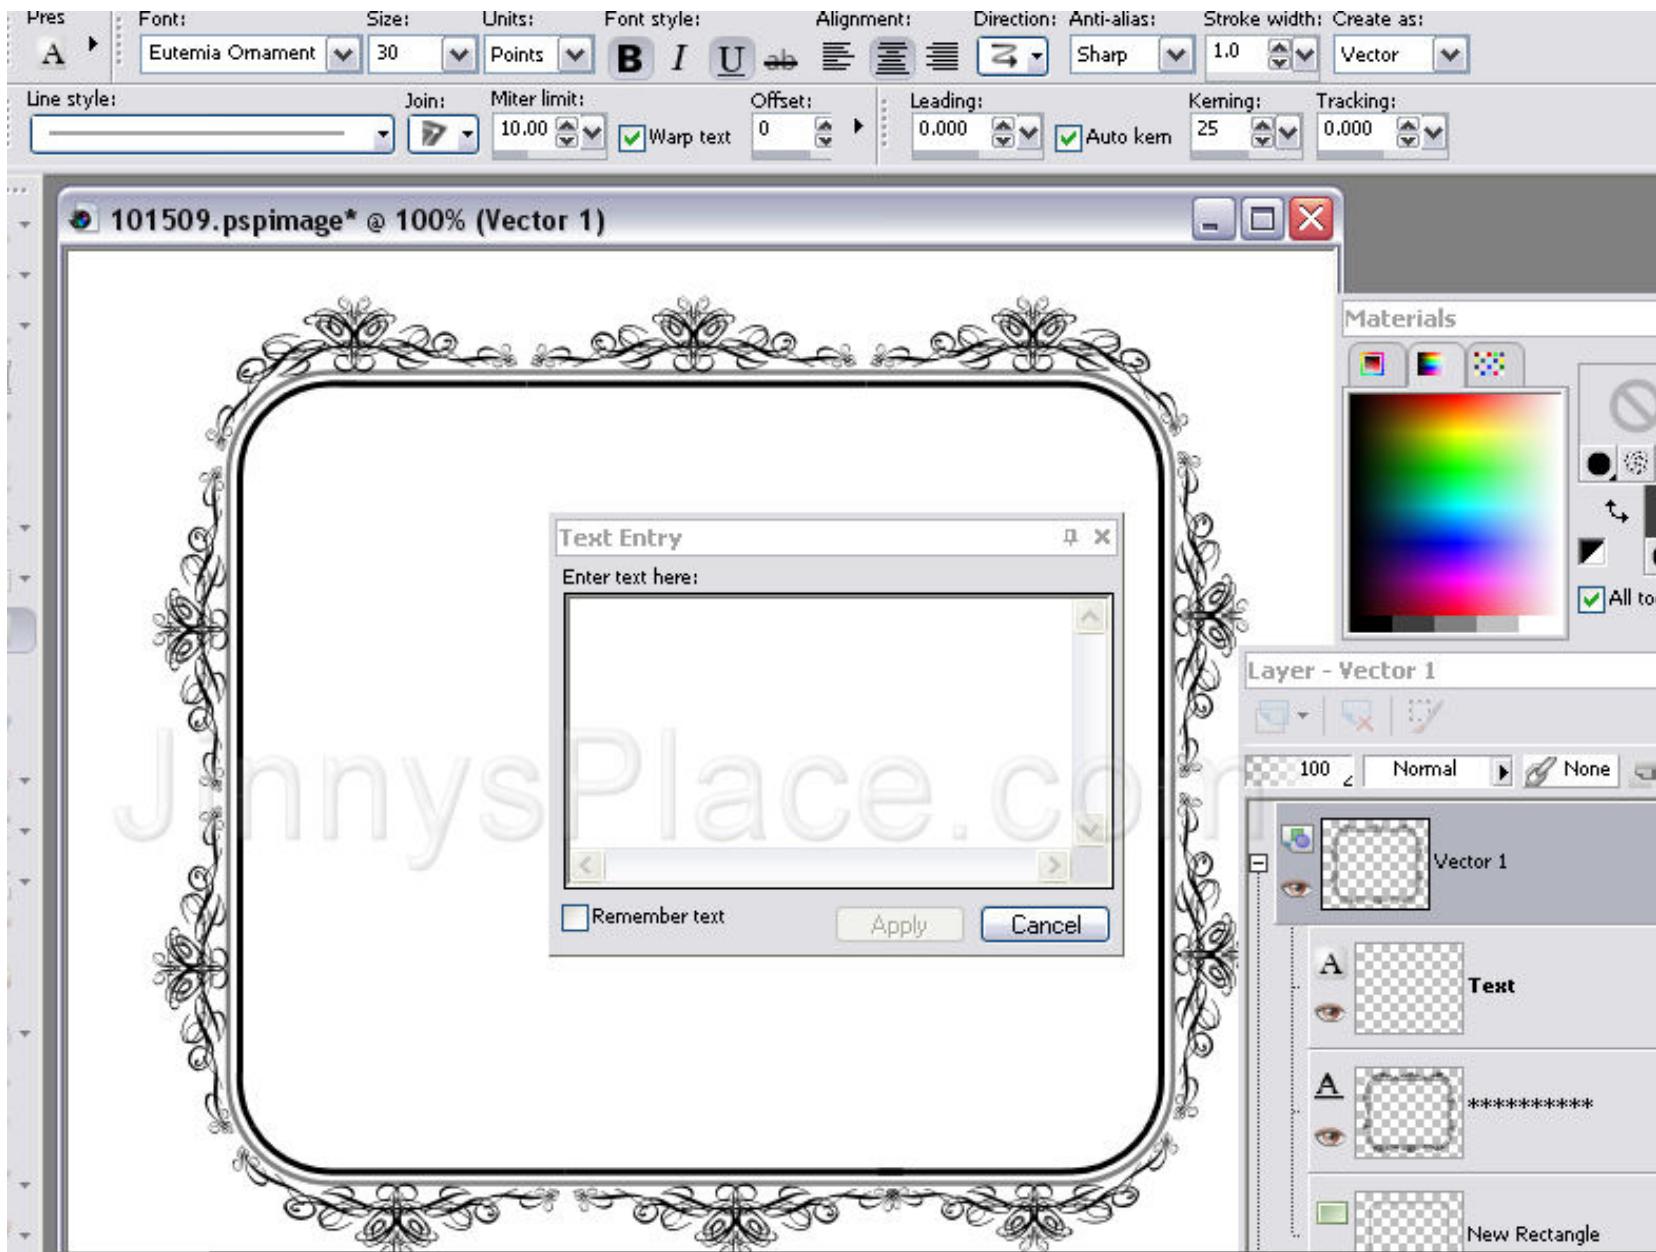 Pres Font: Size: Units: Font style: Alignment: Direction: Anti-alias: Stroke width: Create as:
A Eutemia Ornament 30 Points B I U ab Sharp 1.0 Vector
Line style: Join: Miter limit: Offset: Leading: Kerning: Tracking:
10.00 Warp text 0 0.000 Auto kern 25 0.000
101509.pspimage* @ 100% (Vector 1)
Materials
Text Entry
Enter text here:
All to
Layer - Vector 1
JinnysPlace.com
100 Normal None
Vector 1
Remember text Apply Cancel
A Text
A **********
New Rectangle